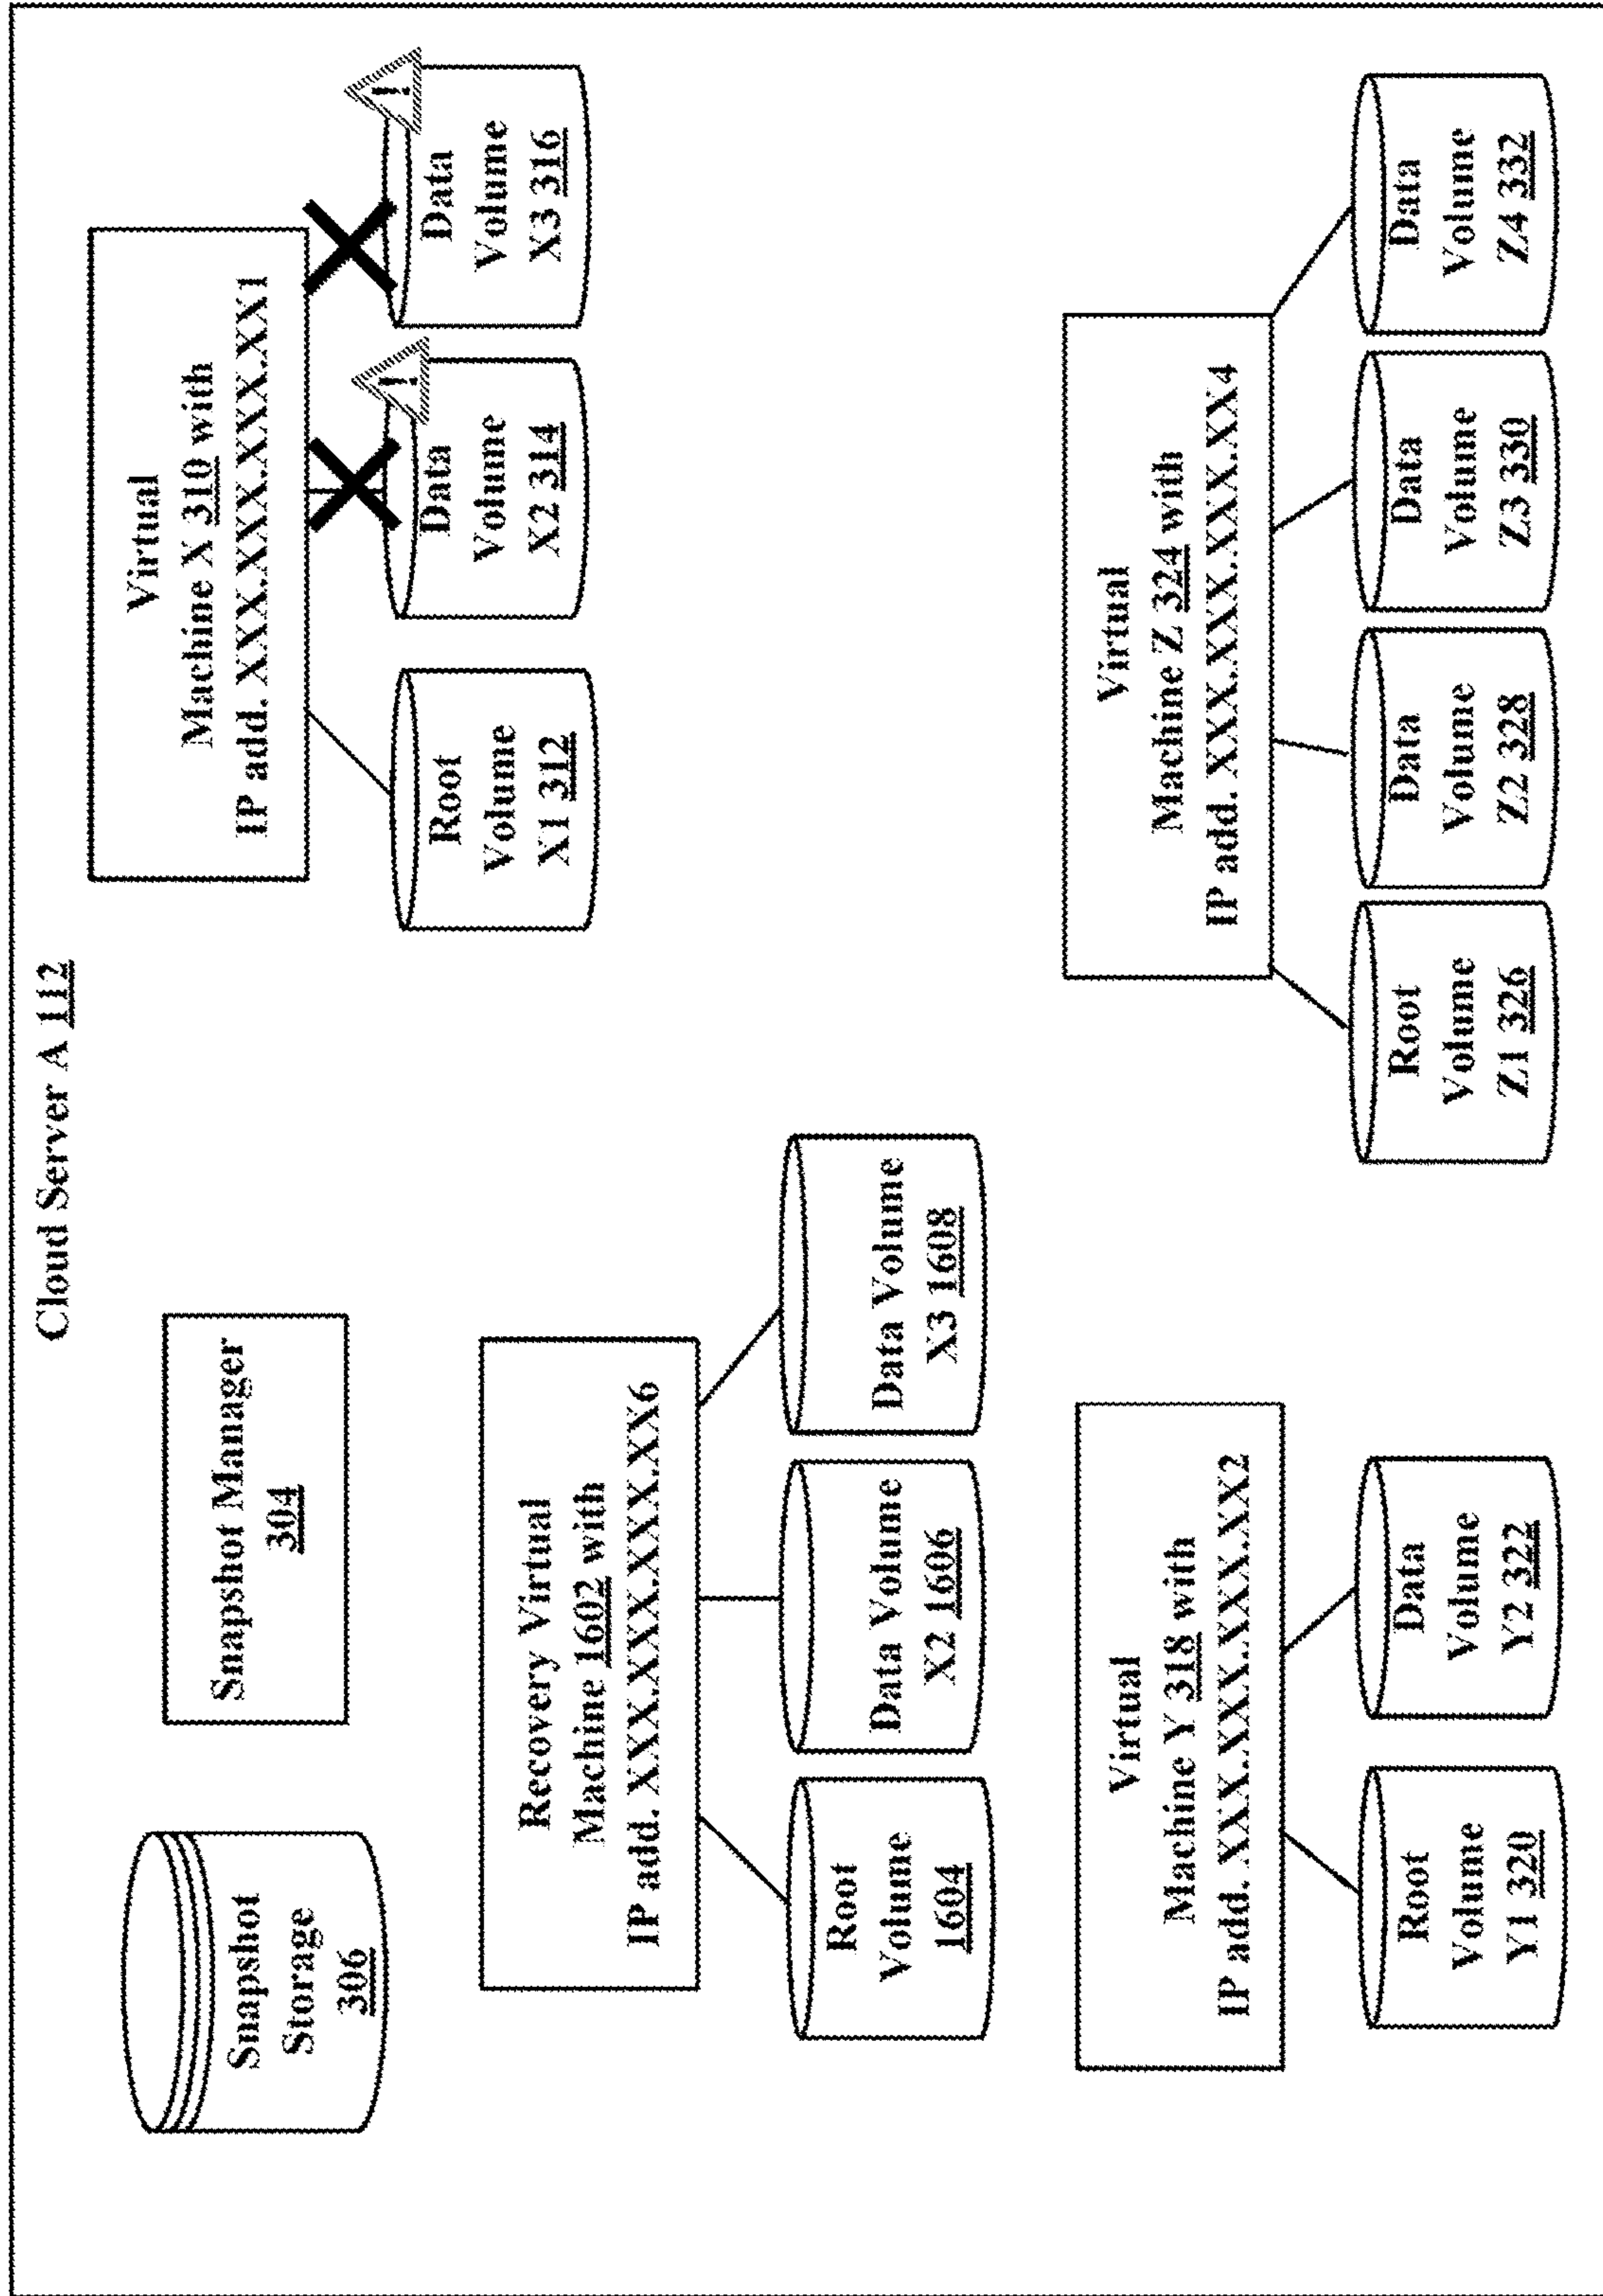 Cloud Server A 112
Snapshot
Storage
306
Snapshot Manager
304
Virtual
Machine X 310 with
IP add. XXX.XXX.XXX.XX1
Root
Volume
X1 312
Data
Volume
X2 314
!
Data
Volume
X3 316
!
Recovery Virtual
Machine 1602 with
IP add. XXX.XXX.XXX.XX6
Root
Volume
1604
Data Volume
X2 1606
Data Volume
X3 1608
Virtual
Machine Y 318 with
IP add. XXX.XXX.XXX.XX2
Root
Volume
Y1 320
Data
Volume
Y2 322
Virtual
Machine Z 324 with
IP add. XXX.XXX.XXX.XX4
Root
Volume
Z1 326
Data
Volume
Z2 328
Data
Volume
Z3 330
Data
Volume
Z4 332